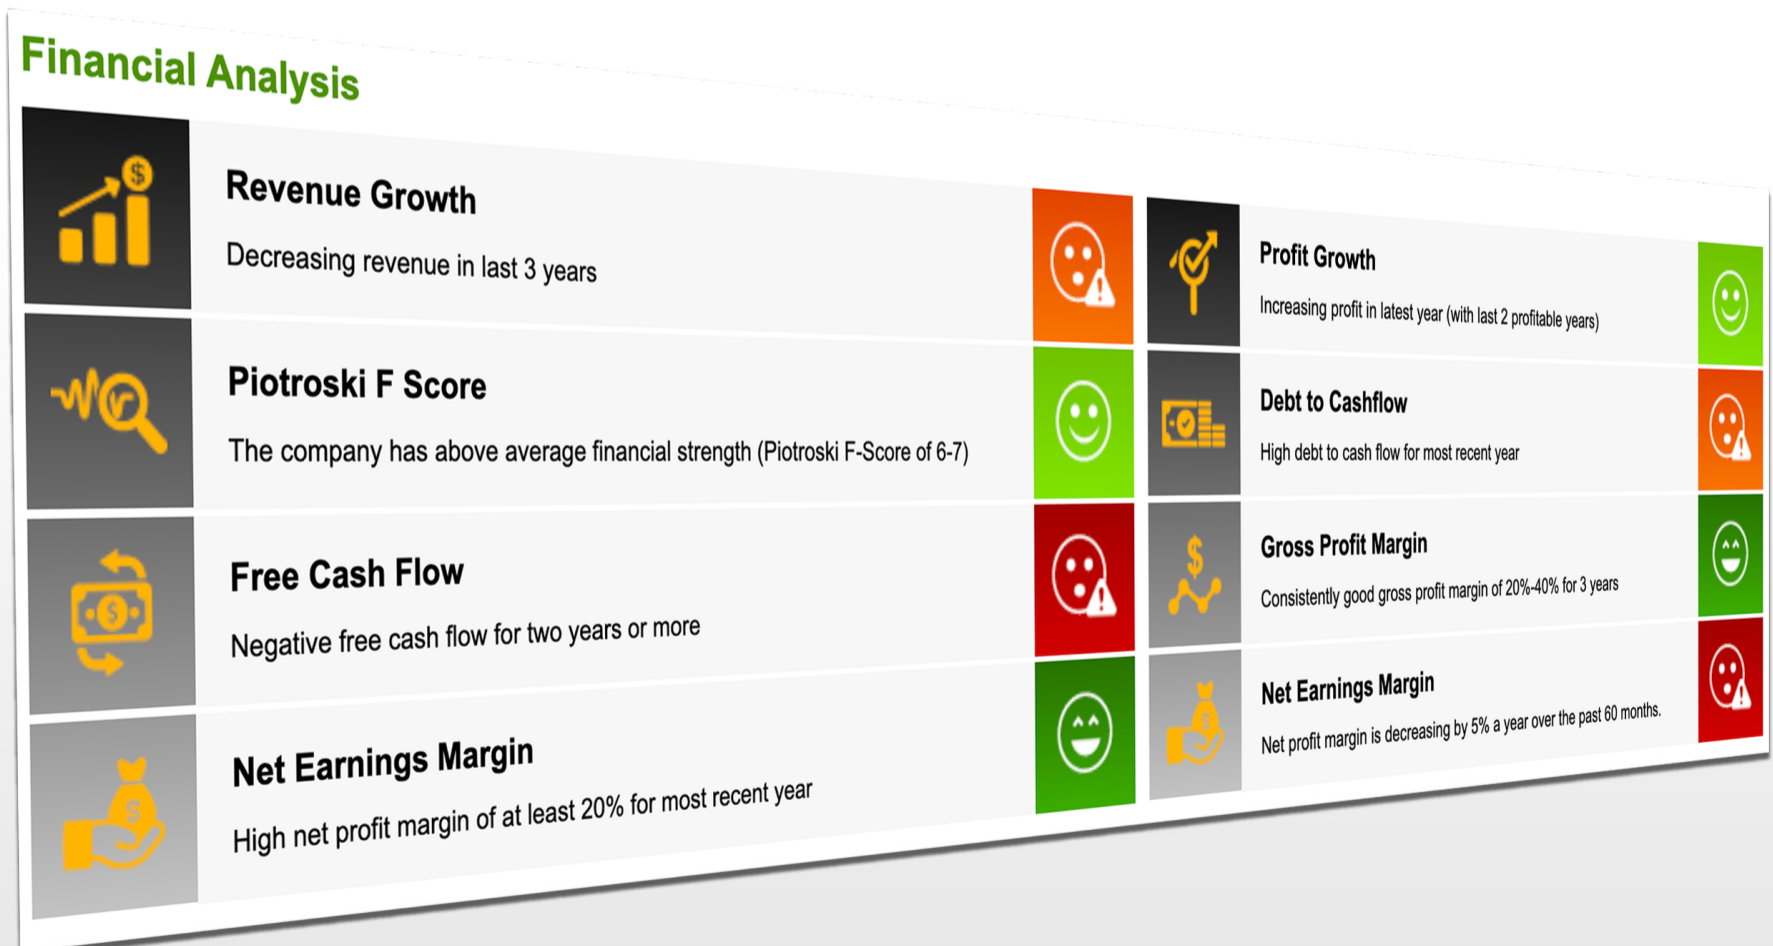 Financial Analysis
Revenue Growth
Decreasing revenue in last 3 years
Piotroski F Score
The company has above average financial strength (Piotroski F-Score of 6-7)
Free Cash Flow
Negative free cash flow for two years or more
Net Earnings Margin
High net profit margin of at least 20% for most recent year
Profit Growth
Increasing profit in latest year (with last 2 profitable years)
Debt to Cashflow
High debt to cash flow for most recent year
Gross Profit Margin
Consistently good gross profit margin of 20%-40% for 3 years
Net Earnings Margin
Net profit margin is decreasing by 5% a year over the past 60 months.